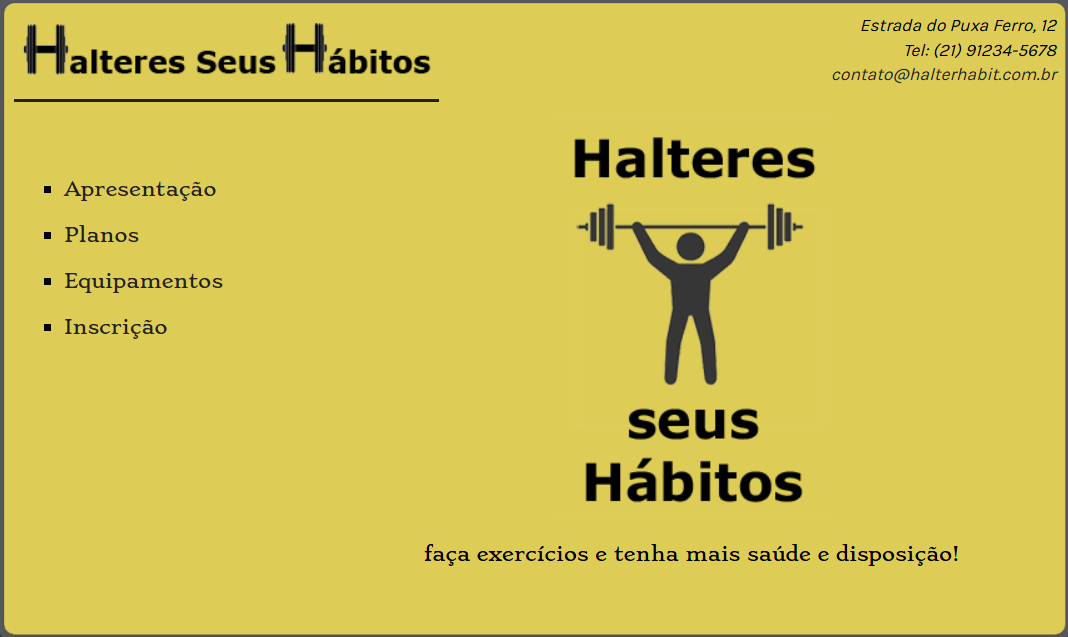 Halteres Seus Hábitos
Estrada do Puxa Ferro, 12
Tel: (21) 91234-5678
contato@halterhabit.com.br
Apresentação
Planos
Equipamentos
Inscrição
Halteres
seus
Hábitos
faça exercícios e tenha mais saúde e disposição!